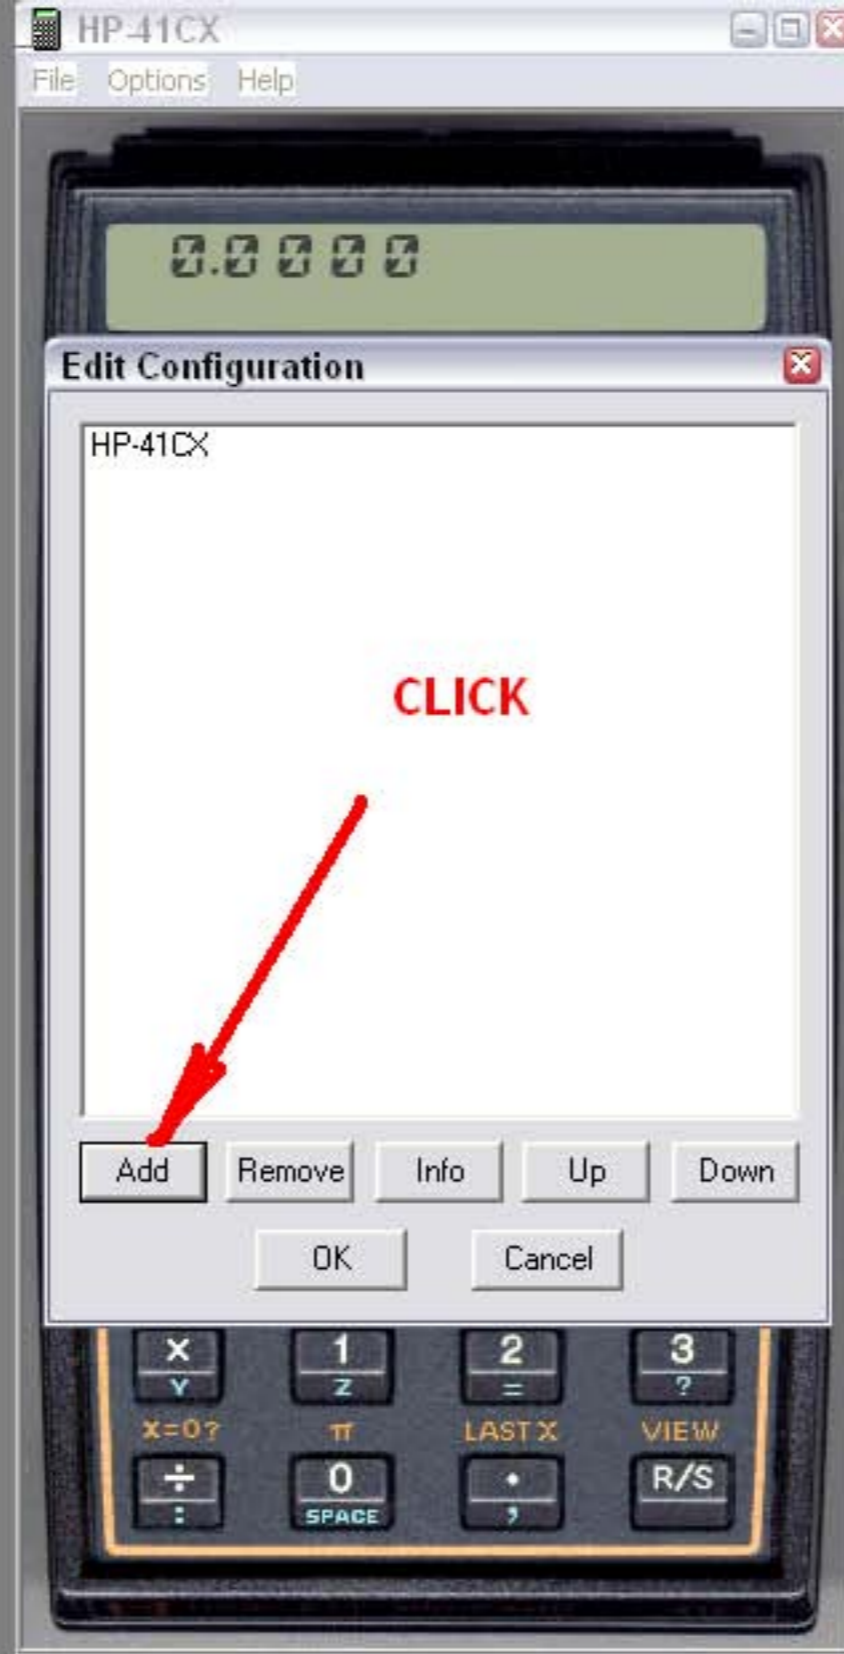 HP-41CX
File Options Help
0.0000
Edit Configuration
HP-41CX
CLICK
Add Remove Info Up Down
OK Cancel
X 1 2 3
Y Z = ?
X=0? π LAST X VIEW
÷ 0 . R/S
: SPACE ,